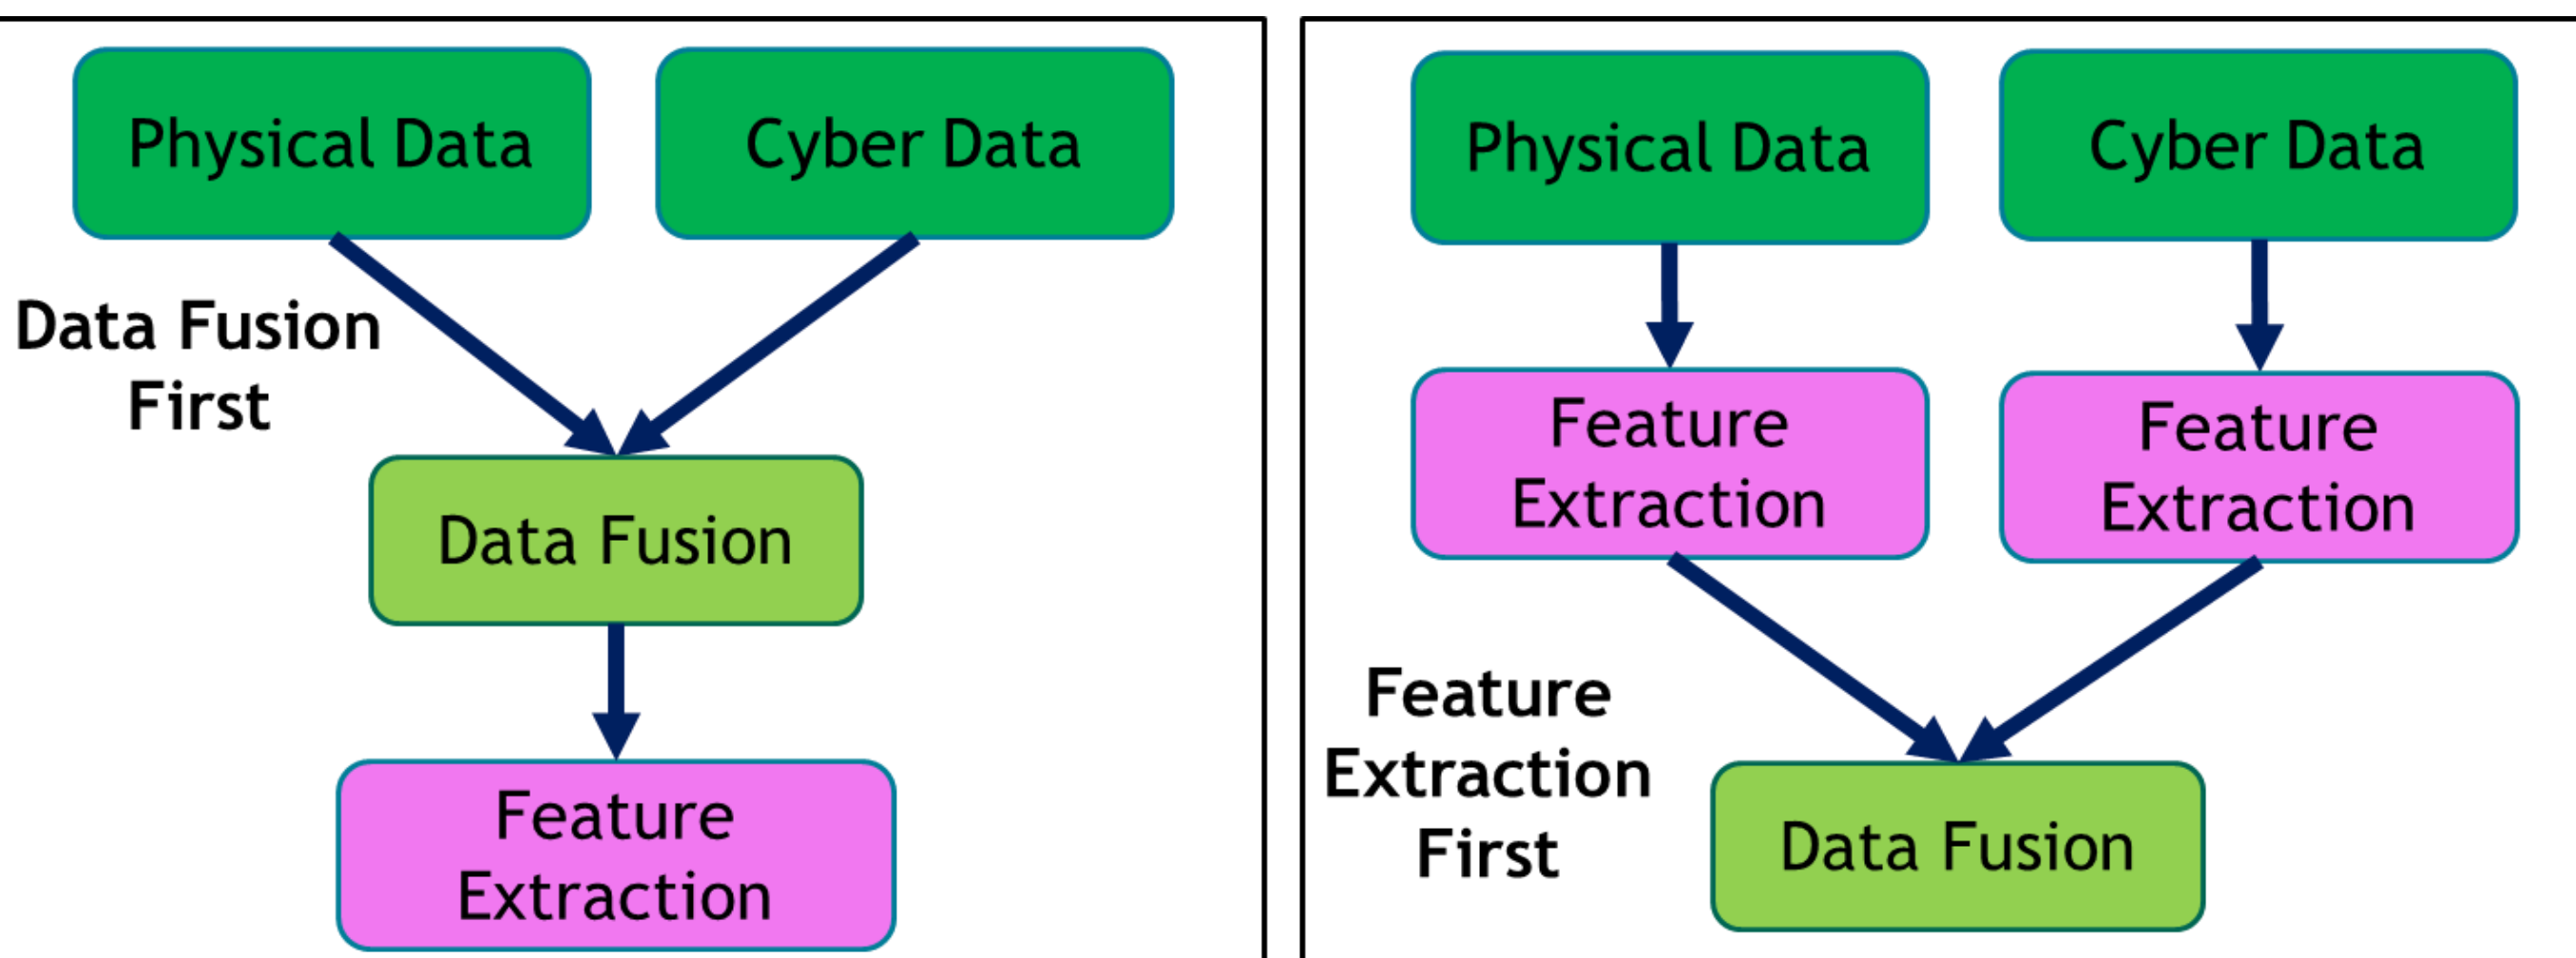 Physical Data
Cyber Data
Data Fusion
First
Data Fusion
Feature
Extraction
Physical Data
Cyber Data
Feature
Extraction
Feature
Extraction
Feature
Extraction
First
Data Fusion